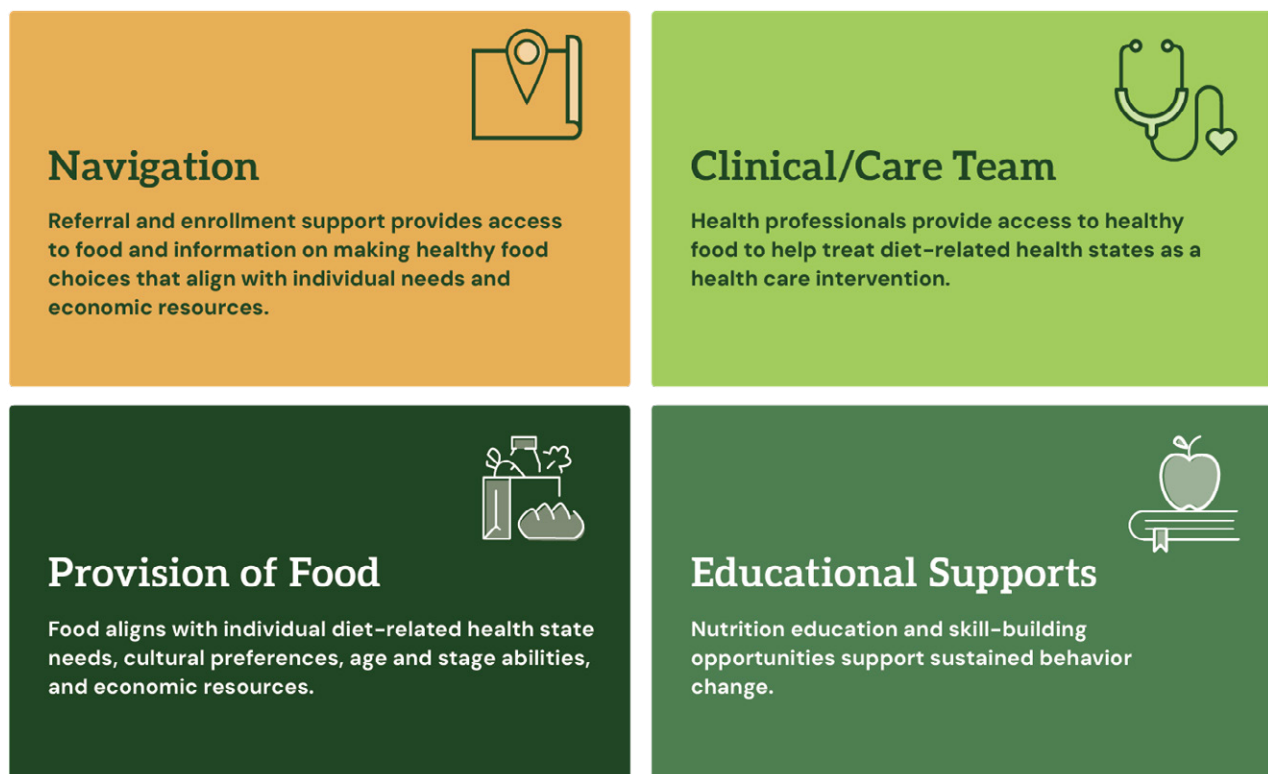 Navigation
Referral and enrollment support provides access
to food and information on making healthy food
choices that align with individual needs and
economic resources.
Clinical/Care Team
Health professionals provide access to healthy
food to help treat diet-related health states as a
health care intervention.
Provision of Food
Food aligns with individual diet-related health state
needs, cultural preferences, age and stage abilities,
and economic resources.
Educational Supports
Nutrition education and skill-building
opportunities support sustained behavior
change.